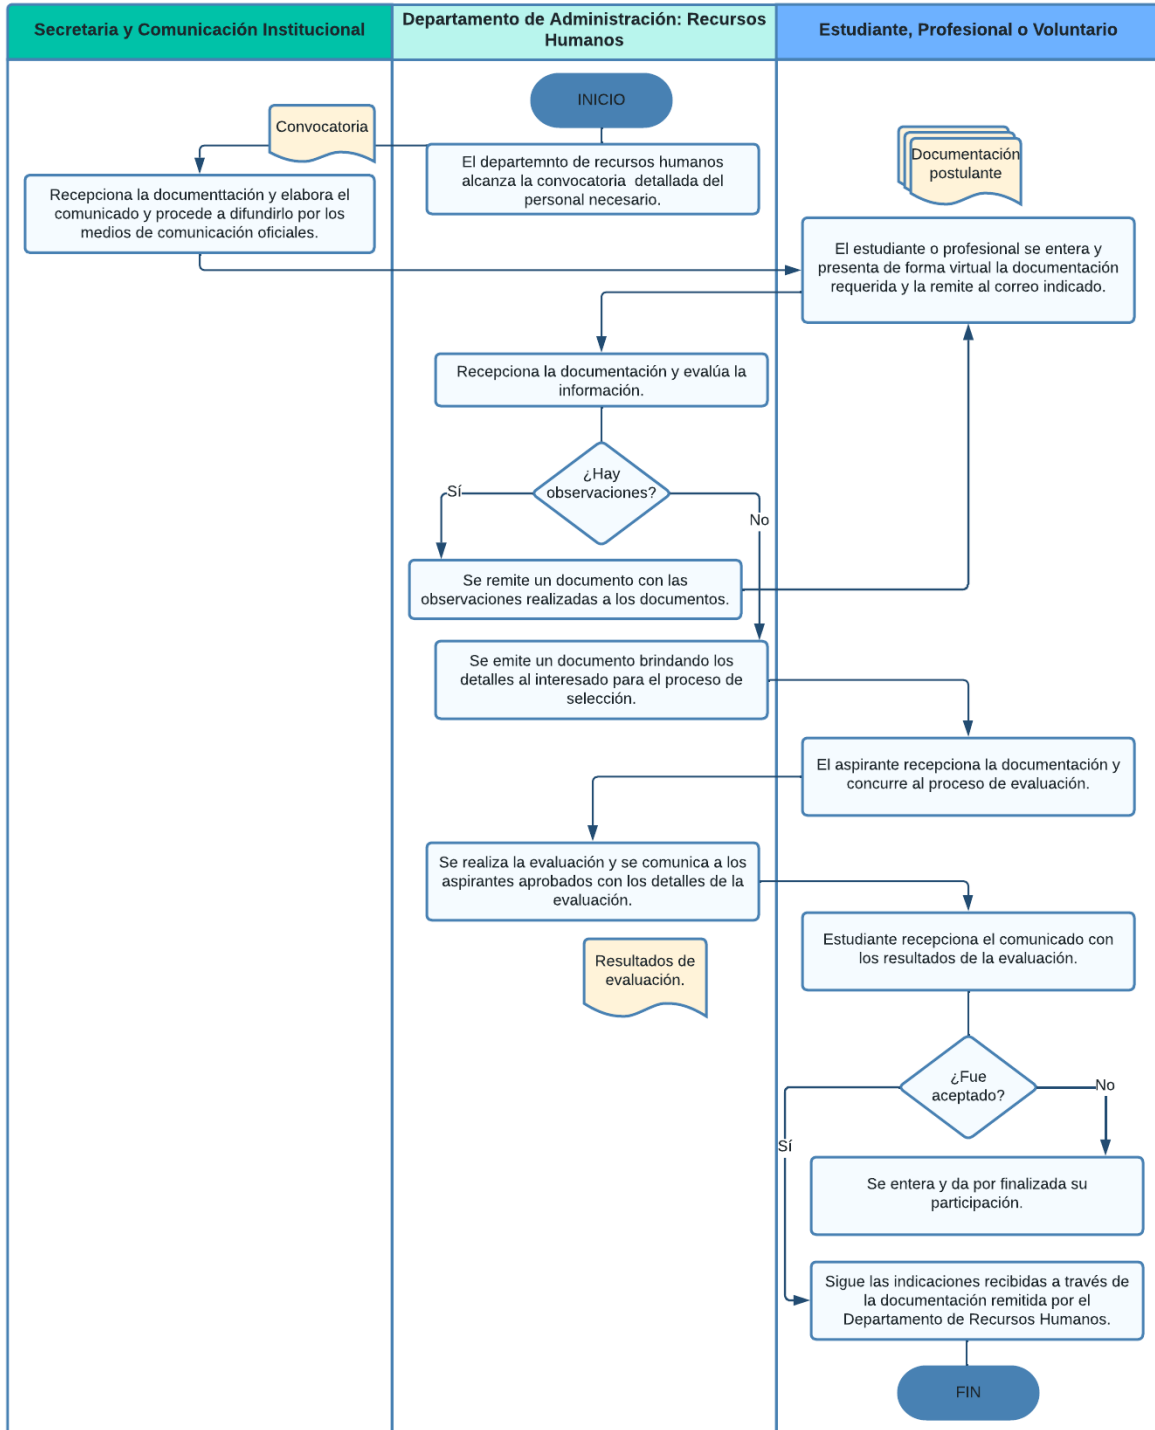 Secretaria y Comunicación Institucional
Departamento de Administración: Recursos
Humanos
Estudiante, Profesional o Voluntario
INICIO
Convocatoria
El departemnto de recursos humanos
alcanza la convocatoria  detallada del
personal necesario.
Documentación
postulante
Recepciona la documenttación y elabora el
comunicado y procede a difundirlo por los
medios de comunicación oficiales.
El estudiante o profesional se entera y
presenta de forma virtual la documentación
requerida y la remite al correo indicado.
Recepciona la documentación y evalúa la
información.
¿Hay
observaciones?
Sí
No
Se remite un documento con las
observaciones realizadas a los documentos.
Se emite un documento brindando los
detalles al interesado para el proceso de
selección.
El aspirante recepciona la documentación y
concurre al proceso de evaluación.
Se realiza la evaluación y se comunica a los
aspirantes aprobados con los detalles de la
evaluación.
Estudiante recepciona el comunicado con
los resultados de la evaluación.
Resultados de
evaluación.
¿Fue
aceptado?
No
Sí
Se entera y da por finalizada su
participación.
Sigue las indicaciones recibidas a través de
la documentación remitida por el
Departamento de Recursos Humanos.
FIN